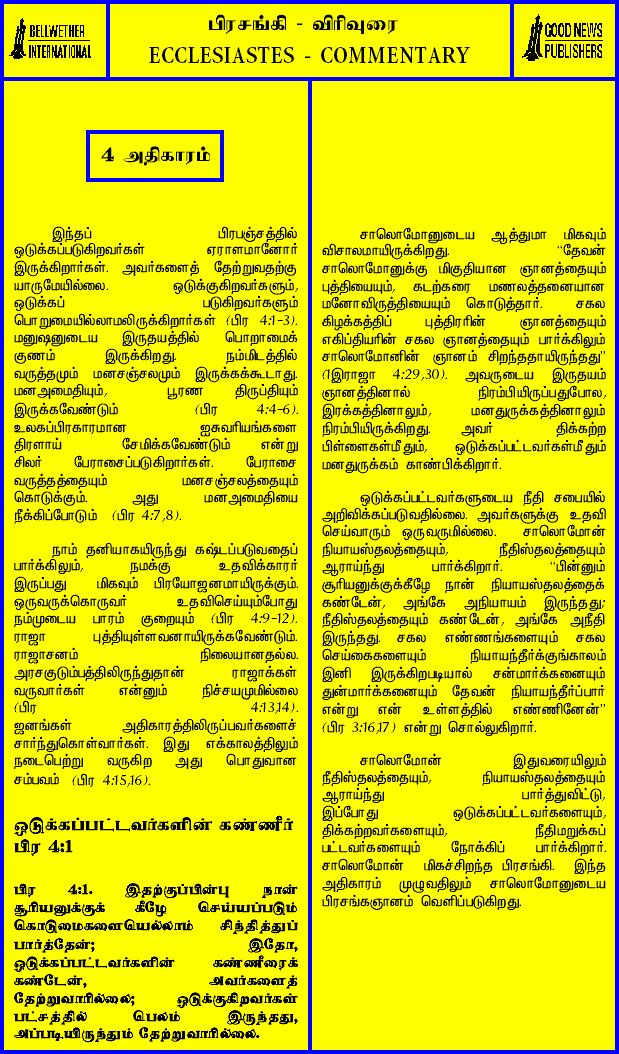 BELLWETHER
INTERNATIONAL
பிரசங்கி - விரிவுரை
ECCLESIASTES - COMMENTARY
GOOD NEWS
PUBLISHERS
4 அதிகாரம்
இந்தப் பிரபஞ்சத்தில்
ஒடுக்கப்படுகிறவர்கள் ஏராளமானோர்
இருக்கிறார்கள். அவர்களைத் தேற்றுவதற்கு
யாருமேயில்லை. ஒடுக்குகிறவர்களும்,
ஒடுக்கப் படுகிறவர்களும்
பொறுமையில்லாமலிருக்கிறார்கள் (பிர 4:1-3).
மனுஷனுடைய இருதயத்தில் பொறாமைக்
குணம் இருக்கிறது. நம்மிடத்தில்
வருத்தமும் மனசஞ்சலமும் இருக்கக்கூடாது.
மனஅமைதியும், பூரண திருப்தியும்
இருக்கவேண்டும் (பிர 4:4-6).
உலகப்பிரகாரமான ஐசுவரியங்களை
திரளாய் சேமிக்கவேண்டும் என்று
சிலர் பேராசைப்படுகிறார்கள். பேராசை
வருத்தத்தையும் மனசஞ்சலத்தையும்
கொடுக்கும். அது மனஅமைதியை
நீக்கிப்போடும் (பிர 4:7,8).
நாம் தனியாகயிருந்து கஷ்டப்படுவதைப்
பார்க்கிலும், நமக்கு உதவிக்காரர்
இருப்பது மிகவும் பிரயோஜனமாயிருக்கும்.
ஒருவருக்கொருவர் உதவிசெய்யும்போது
நம்முடைய பாரம் குறையும் (பிர 4:9-12).
ராஜா புத்தியுள்ளவனாயிருக்கவேண்டும்.
ராஜாசனம் நிலையானதல்ல.
அரசகுடும்பத்திலிருந்துதான் ராஜாக்கள்
வருவார்கள் என்னும் நிச்சயமுமில்லை
(பிர 4:13,14).
ஜனங்கள் அதிகாரத்திலிருப்பவர்களைச்
சார்ந்துகொள்வார்கள். இது எக்காலத்திலும்
நடைபெற்று வருகிற அது பொதுவான
சம்பவம் (பிர 4:15,16).
ஒடுக்கப்பட்டவர்களின் கண்ணீர்
பிர 4:1
பிர 4:1. இதற்குப்பின்பு நான்
சூரியனுக்குக் கீழே செய்யப்படும்
கொடுமைகளையெல்லாம் சிந்தித்துப்
பார்த்தேன்; இதோ,
ஒடுக்கப்பட்டவர்களின் கண்ணீரைக்
கண்டேன், அவர்களைத்
தேற்றுவாரில்லை; ஒடுக்குகிறவர்கள்
பட்சத்தில் பெலம் இருந்தது,
அப்படியிருந்தும் தேற்றுவாரில்லை.
சாலொமோனுடைய ஆத்துமா மிகவும்
விசாலமாயிருக்கிறது. “தேவன்
சாலொமோனுக்கு மிகுதியான ஞானத்தையும்
புத்தியையும், கடற்கரை மணலத்தனையான
மனோவிருத்தியையும் கொடுத்தார். சகல
கிழக்கத்திப் புத்திரரின் ஞானத்தையும்
எகிப்தியரின் சகல ஞானத்தையும் பார்க்கிலும்
சாலொமோனின் ஞானம் சிறந்ததாயிருந்தது”
(1இராஜா 4:29,30). அவருடைய இருதயம்
ஞானத்தினால் நிரம்பியிருப்பதுபோல,
இரக்கத்தினாலும், மனதுருக்கத்தினாலும்
நிரம்பியிருக்கிறது. அவர் திக்கற்ற
பிள்ளைகள்மீதும், ஒடுக்கப்பட்டவர்கள்மீதும்
மனதுருக்கம் காண்பிக்கிறார்.
ஒடுக்கப்பட்டவர்களுடைய நீதி சபையில்
அறிவிக்கப்படுவதில்லை. அவர்களுக்கு உதவி
செய்வாரும் ஒருவருமில்லை. சாலொமோன்
நியாயஸ்தலத்தையும், நீதிஸ்தலத்தையும்
ஆராய்ந்து பார்க்கிறார். “பின்னும்
சூரியனுக்குக்கீழே நான் நியாயஸ்தலத்தைக்
கண்டேன், அங்கே அநியாயம் இருந்தது;
நீதிஸ்தலத்தையும் கண்டேன், அங்கே அநீதி
இருந்தது. சகல எண்ணங்களையும் சகல
செய்கைகளையும் நியாயந்தீர்க்குங்காலம்
இனி இருக்கிறபடியால் சன்மார்க்கனையும்
துன்மார்க்கனையும் தேவன் நியாயந்தீர்ப்பார்
என்று என் உள்ளத்தில் எண்ணினேன்”
(பிர 3:16,17) என்று சொல்லுகிறார்.
சாலொமோன் இதுவரையிலும்
நீதிஸ்தலத்தையும், நியாயஸ்தலத்தையும்
ஆராய்ந்து பார்த்துவிட்டு,
இப்போது ஒடுக்கப்பட்டவர்களையும்,
திக்கற்றவர்களையும், நீதிமறுக்கப்
பட்டவர்களையும் நோக்கிப் பார்க்கிறார்.
சாலொமோன் மிகச்சிறந்த பிரசங்கி. இந்த
அதிகாரம் முழுவதிலும் சாலொமோனுடைய
பிரசங்கஞானம் வெளிப்படுகிறது.